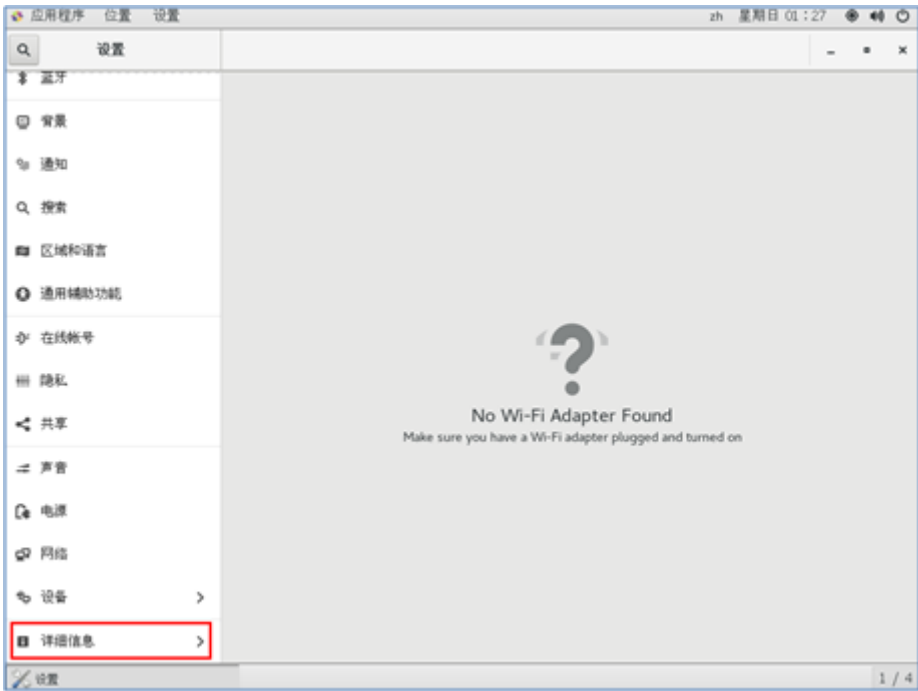 应用程序 位置 设置 zh 星期日 01:27
设置
蓝牙
背景
通知
搜索
区域和语言
通用辅助功能
在线帐号
隐私
共享
声音
电源
网络
设备
详细信息
No Wi-Fi Adapter Found
Make sure you have a Wi-Fi adapter plugged and turned on
设置 1 / 4